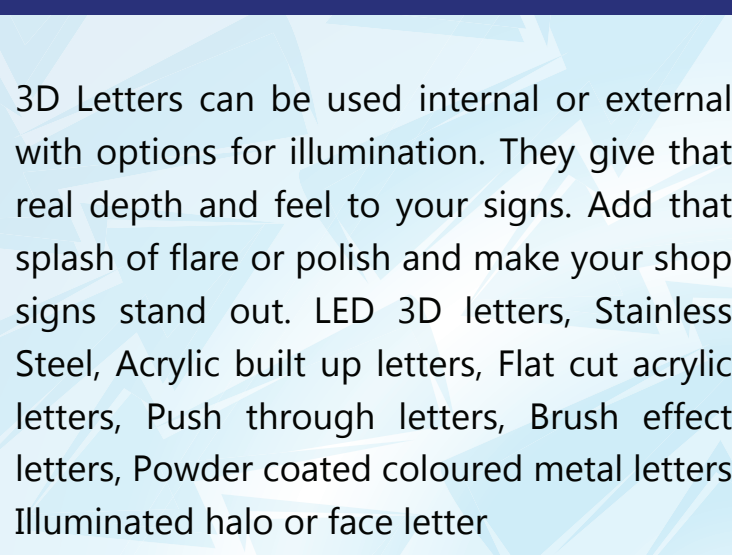 3D Letters can be used internal or external
with options for illumination. They give that
real depth and feel to your signs. Add that
splash of flare or polish and make your shop
signs stand out. LED 3D letters, Stainless
Steel, Acrylic built up letters, Flat cut acrylic
letters, Push through letters, Brush effect
letters, Powder coated coloured metal letters
Illuminated halo or face letter